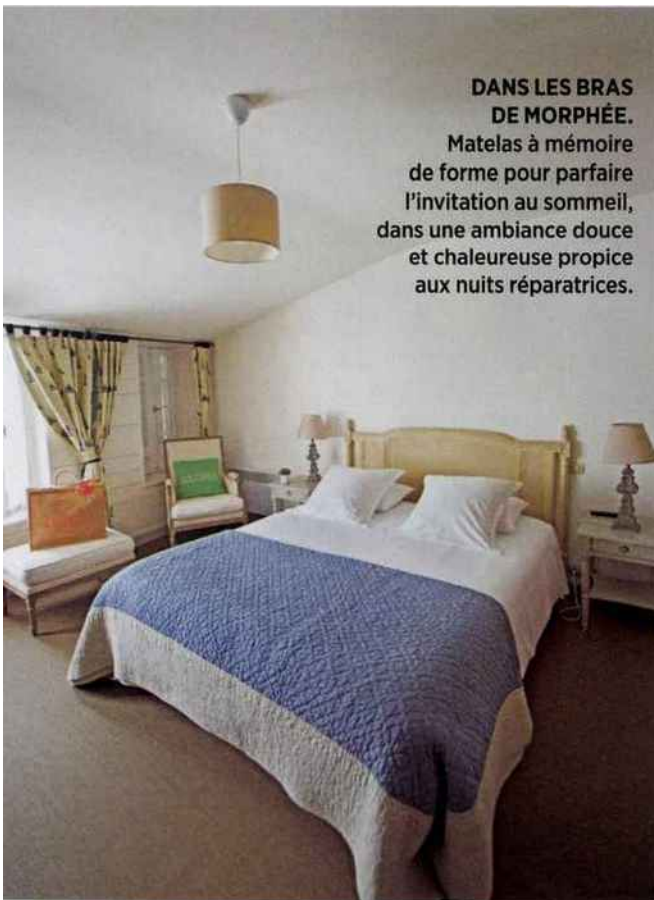 DANS LES BRAS
DE MORPHÉE.
Matelas à mémoire
de forme pour parfaire
l'invitation au sommeil,
dans une ambiance douce
et chaleureuse propice
aux nuits réparatrices.